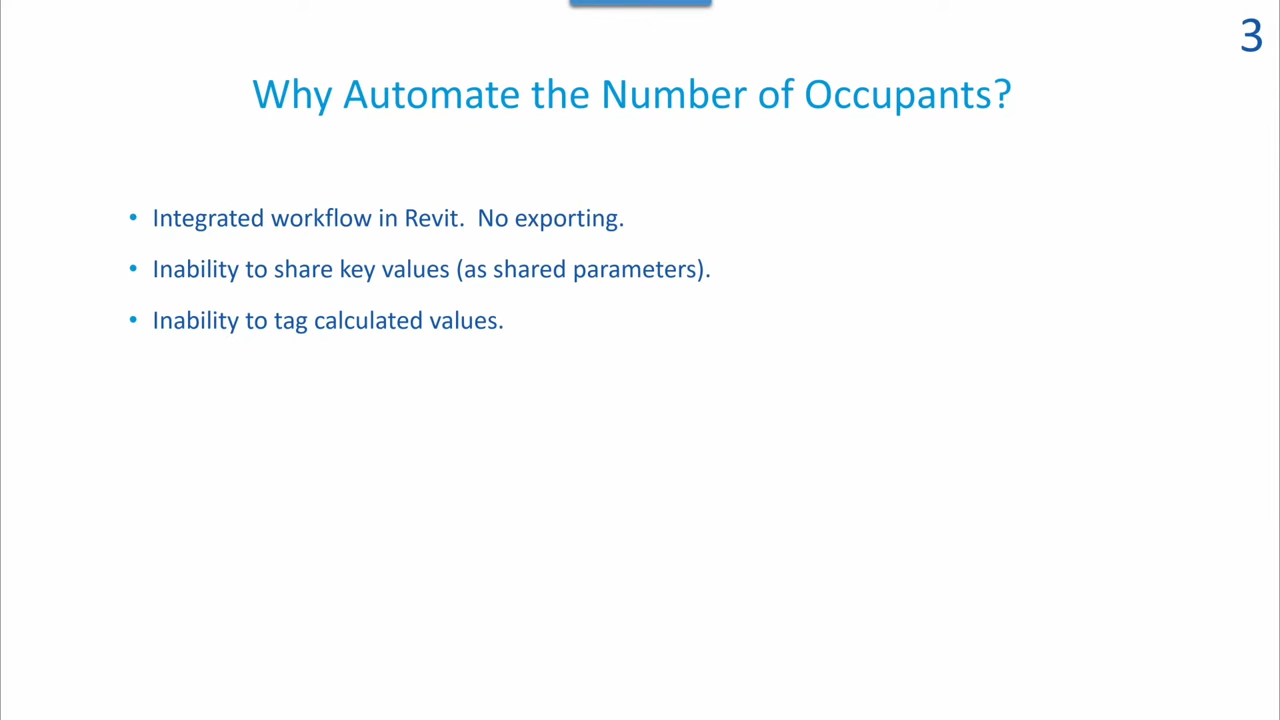 3
Why Automate the Number of Occupants?
• Integrated workflow in Revit.  No exporting.
• Inability to share key values (as shared parameters).
• Inability to tag calculated values.